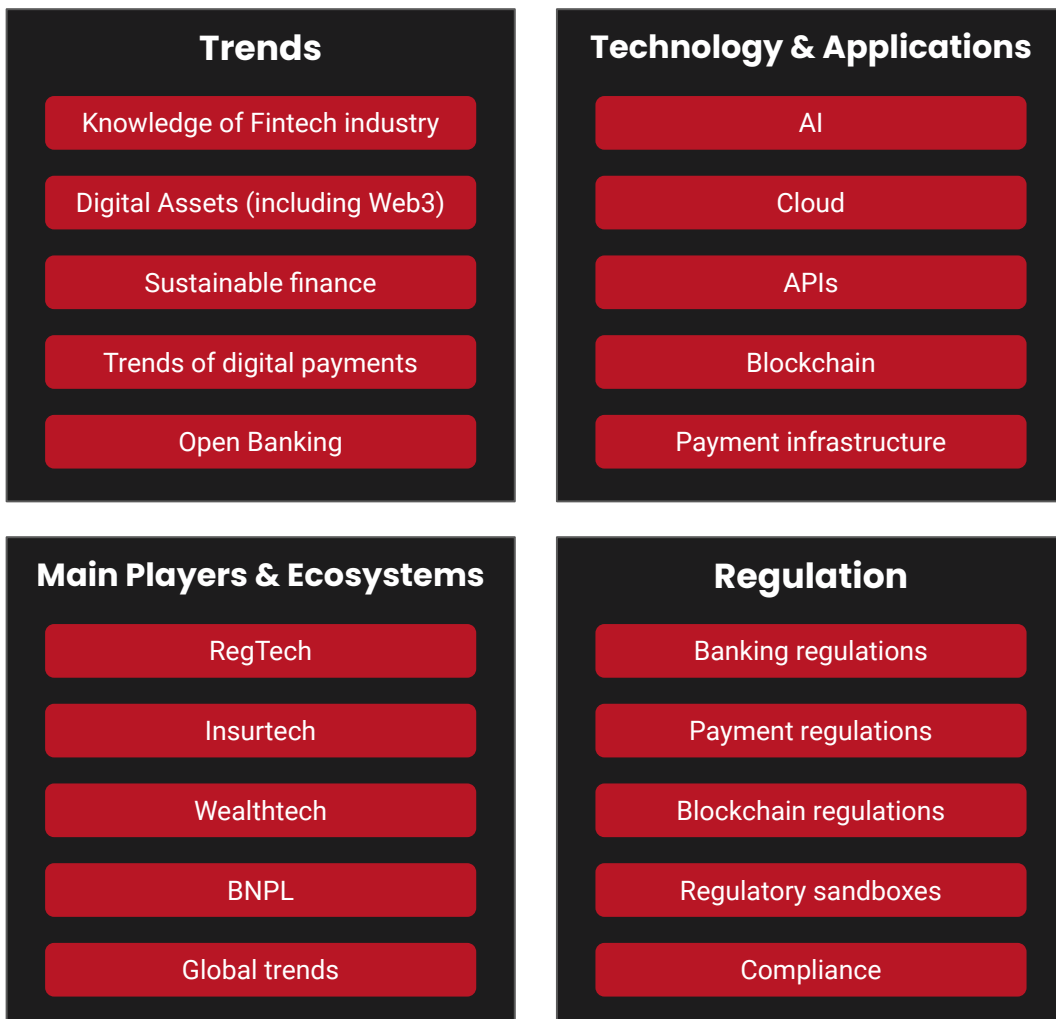 Trends
Knowledge of Fintech industry
Digital Assets (including Web3)
Sustainable finance
Trends of digital payments
Open Banking
Technology & Applications
AI
Cloud
APIs
Blockchain
Payment infrastructure
Main Players & Ecosystems
RegTech
Insurtech
Wealthtech
BNPL
Global trends
Regulation
Banking regulations
Payment regulations
Blockchain regulations
Regulatory sandboxes
Compliance